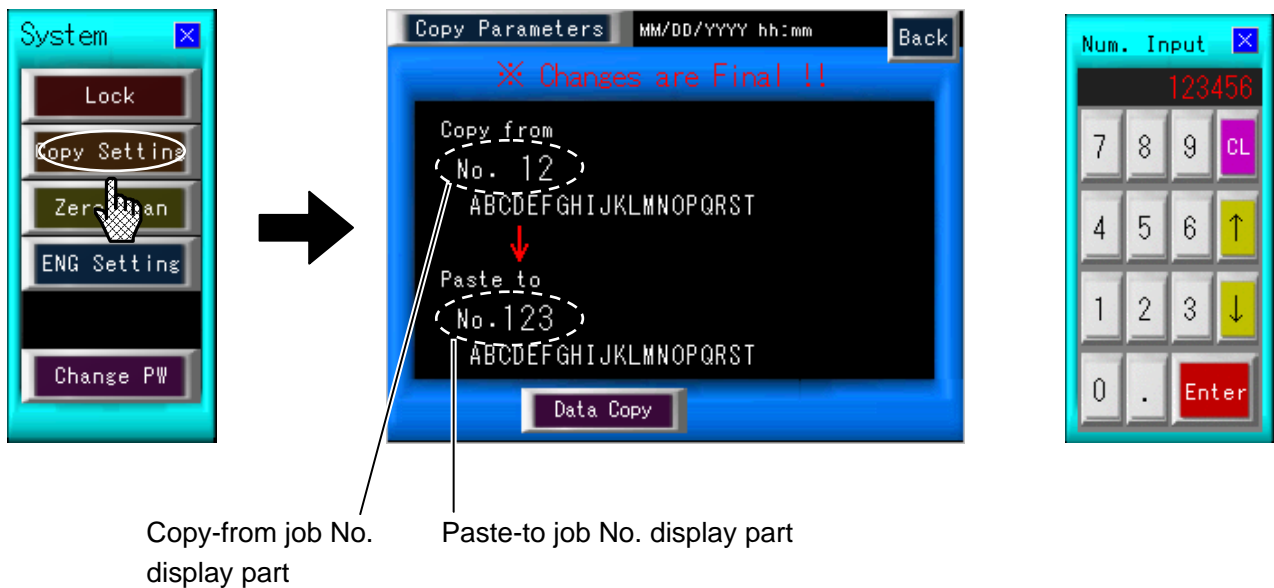 System
Lock
Copy Setting
ENG Setting
Change PW
Copy Parameters MM/DD/YYYY hh:mm Back
※ Changes are Final !!
Copy from
No. 12
ABCDEFGHIJKLMNOPQRST
↓
Paste to
No.123
ABCDEFGHIJKLMNOPQRST
Data Copy
Num. Input
123456
7 8 9 CL
4 5 6 ↑
1 2 3 ↓
0 . Enter
Copy-from job No.
display part
Paste-to job No. display part